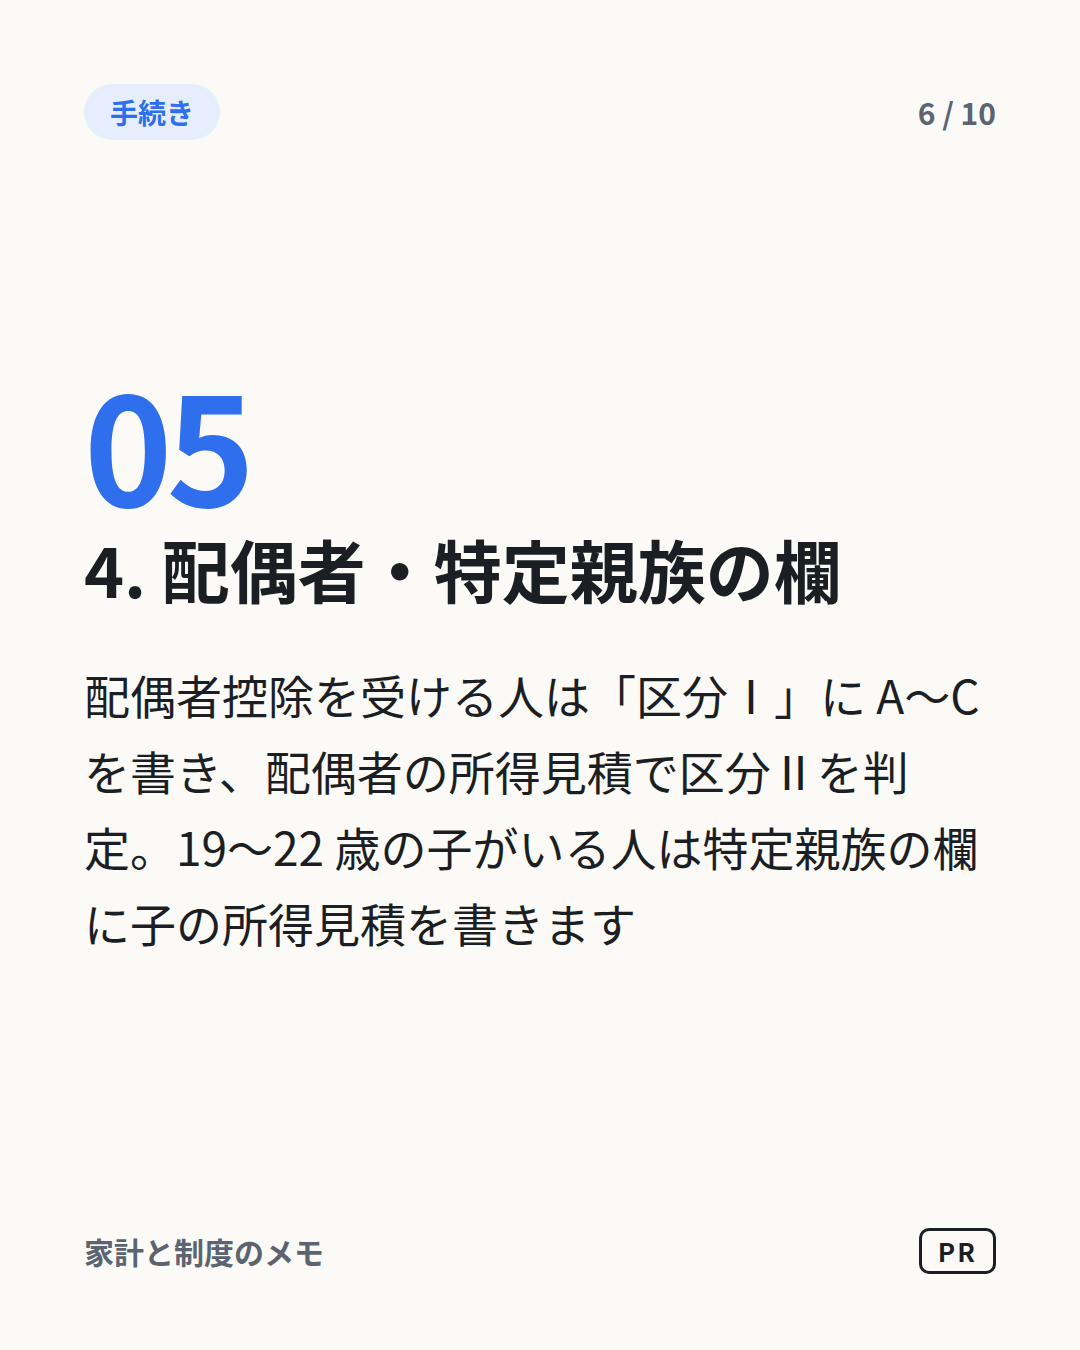 手続き
6 / 10
05
4. 配偶者・特定親族の欄
配偶者控除を受ける人は「区分Ⅰ」に A〜C
を書き、配偶者の所得見積で区分Ⅱを判
定。19〜22 歳の子がいる人は特定親族の欄
に子の所得見積を書きます
家計と制度のメモ
PR